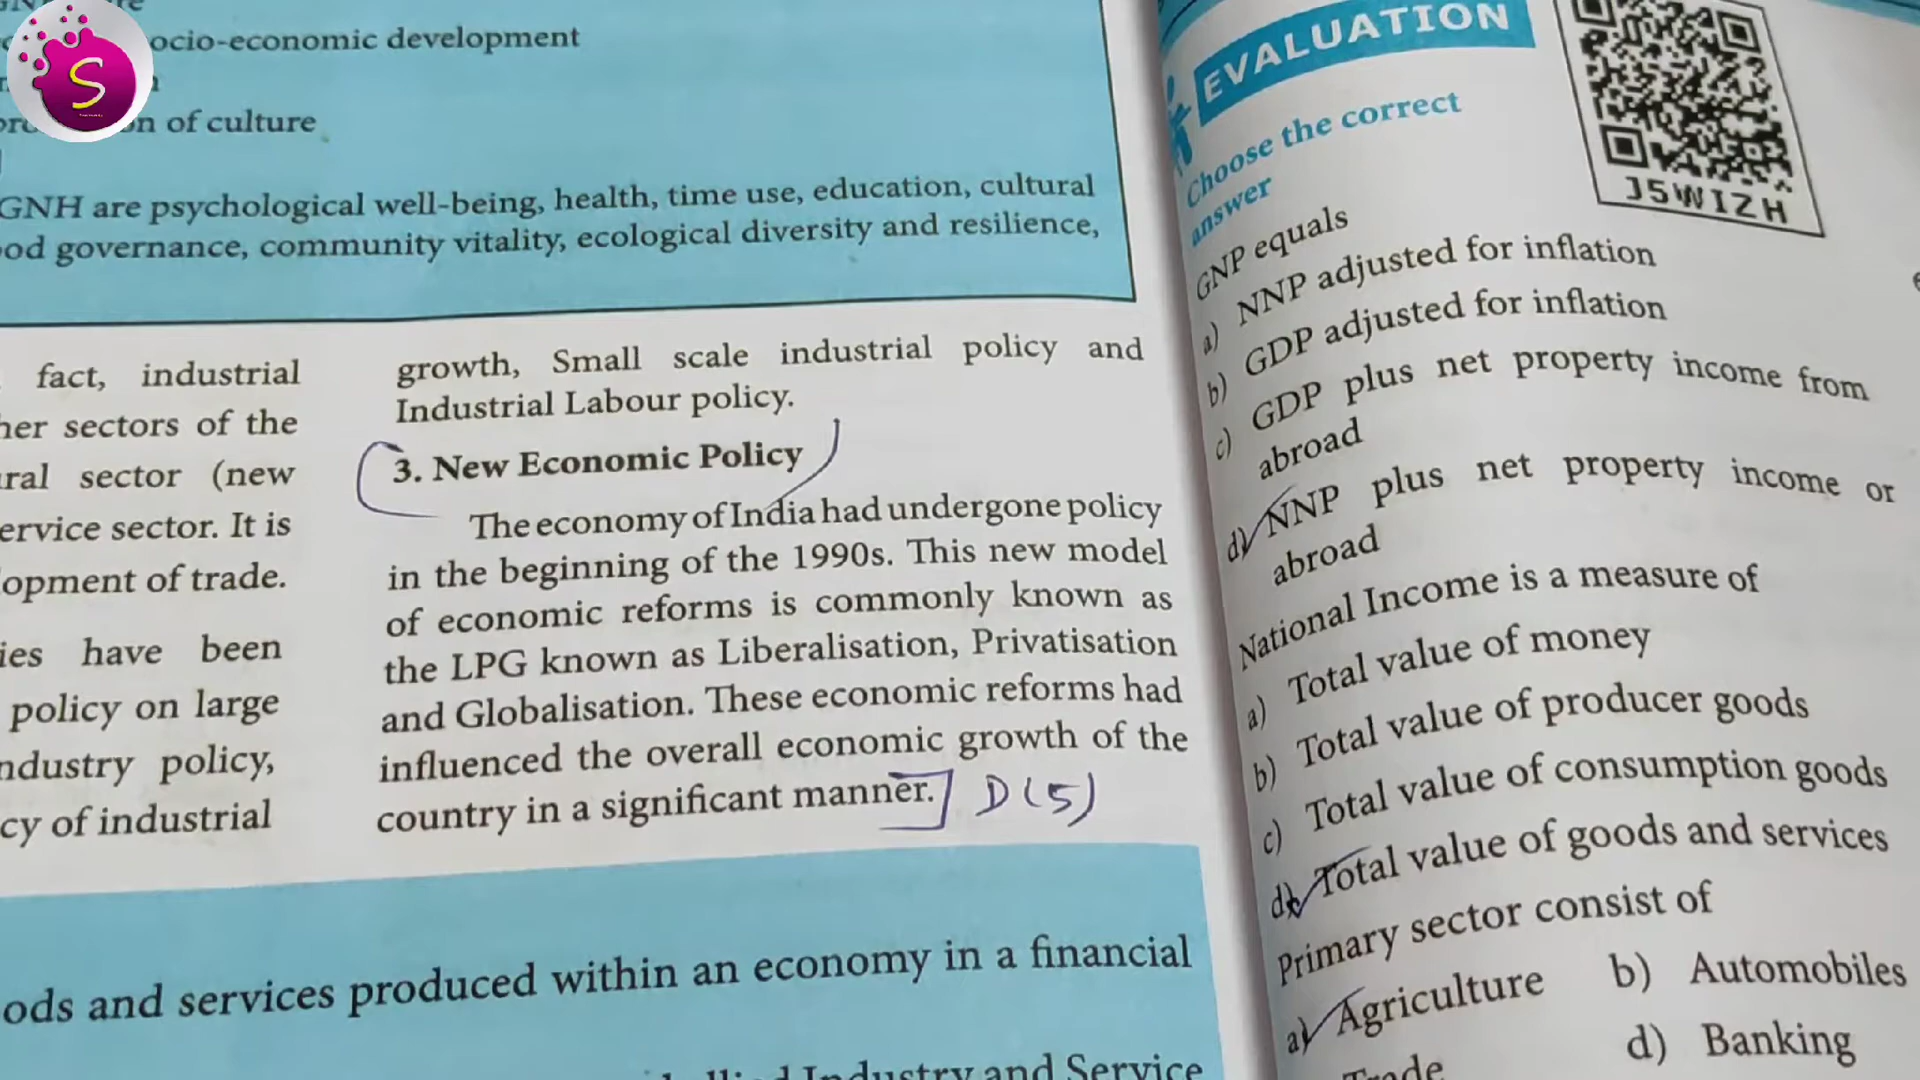 ocio-economic development
on of culture
GNH are psychological well-being, health, time use, education, cultural
od governance, community vitality, ecological diversity and resilience,
fact, industrial
her sectors of the
ral sector (new
ervice sector. It is
opment of trade.
ies have been
policy on large
ndustry policy,
cy of industrial
growth, Small scale industrial policy and
Industrial Labour policy.
3. New Economic Policy
The economy of India had undergone policy
in the beginning of the 1990s. This new model
of economic reforms is commonly known as
the LPG known as Liberalisation, Privatisation
and Globalisation. These economic reforms had
influenced the overall economic growth of the
country in a significant manner. D (5)
ods and services produced within an economy in a financial
Industry and Service
EVALUATION
J5WIZH
Choose the correct
answer
GNP equals
a) NNP adjusted for inflation
b) GDP adjusted for inflation
c) GDP plus net property income from
abroad
d) NNP plus net property income or
abroad
National Income is a measure of
a) Total value of money
b) Total value of producer goods
c) Total value of consumption goods
d) Total value of goods and services
Primary sector consist of
a) Agriculture b) Automobiles
Trade d) Banking
S